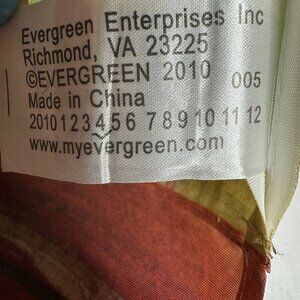 Evergreen Enterprises Inc
Richmond, VA 23225
©EVERGREEN 2010 005
Made in China
2010 1 2 3 4 5 6 7 8 9 10 11 12
www.myevergreen.com